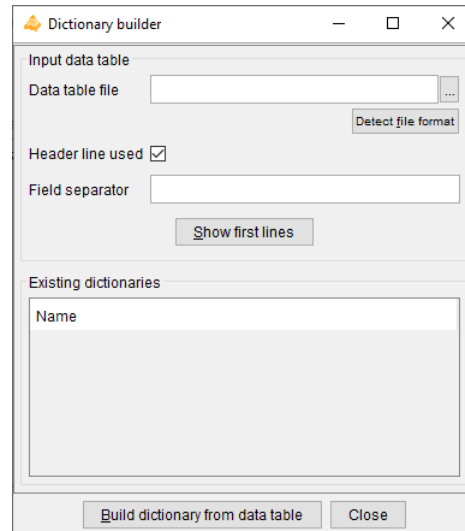 Dictionary builder
Input data table
Data table file
...
Detect file format
Header line used
Field separator
Show first lines
Existing dictionaries
Name
Build dictionary from data table Close